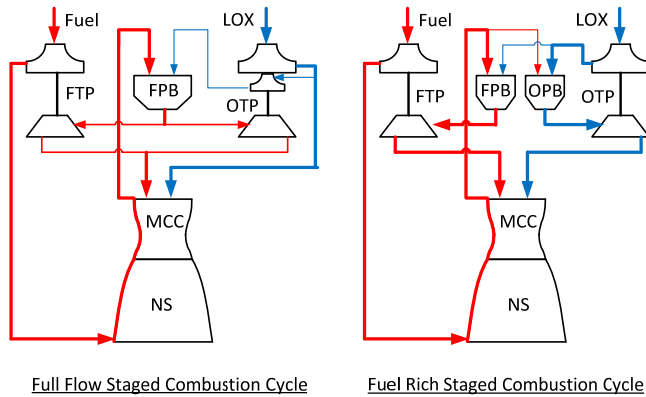 Fuel
LOX
FTP
FPB
OTP
MCC
NS
Full Flow Staged Combustion Cycle
Fuel
LOX
FTP
FPB
OPB
OTP
MCC
NS
Fuel Rich Staged Combustion Cycle